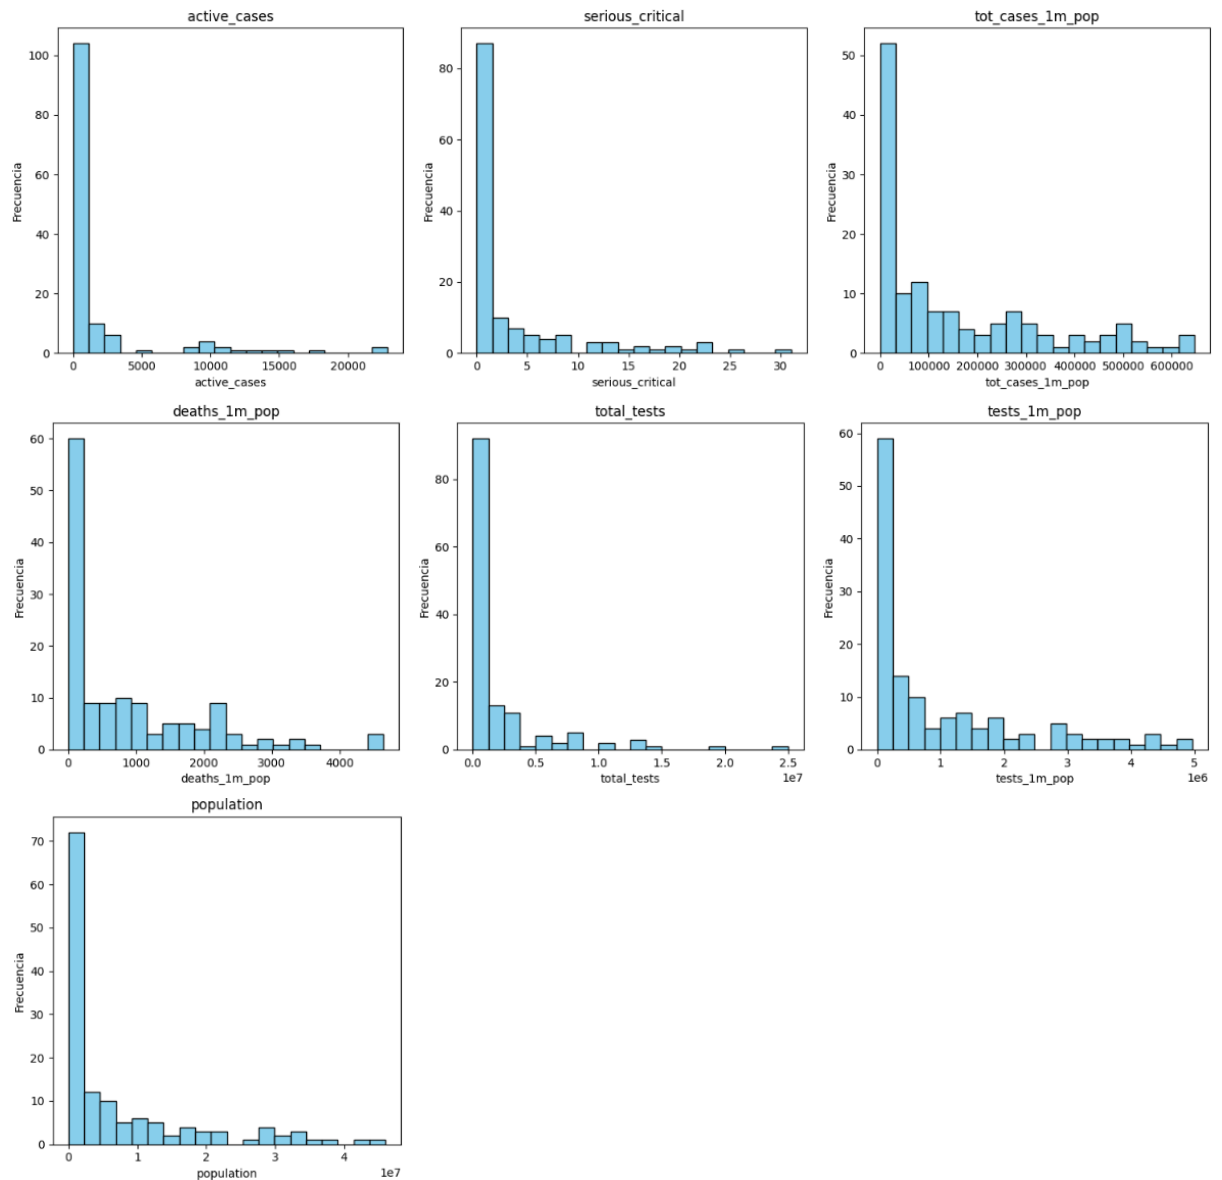 active_cases
100
80
60
40
20
0
Frecuencia
0 5000 10000 15000 20000
active_cases
serious_critical
80
60
40
20
0
Frecuencia
0 5 10 15 20 25 30
serious_critical
tot_cases_1m_pop
50
40
30
20
10
0
Frecuencia
0 100000 200000 300000 400000 500000 600000
tot_cases_1m_pop
deaths_1m_pop
60
50
40
30
20
10
0
Frecuencia
0 1000 2000 3000 4000
deaths_1m_pop
total_tests
80
60
40
20
0
Frecuencia
0.0 0.5 1.0 1.5 2.0 2.5
total_tests
1e7
tests_1m_pop
60
50
40
30
20
10
0
Frecuencia
0 1 2 3 4 5
tests_1m_pop
1e6
population
70
60
50
40
30
20
10
0
Frecuencia
0 1 2 3 4
population
1e7